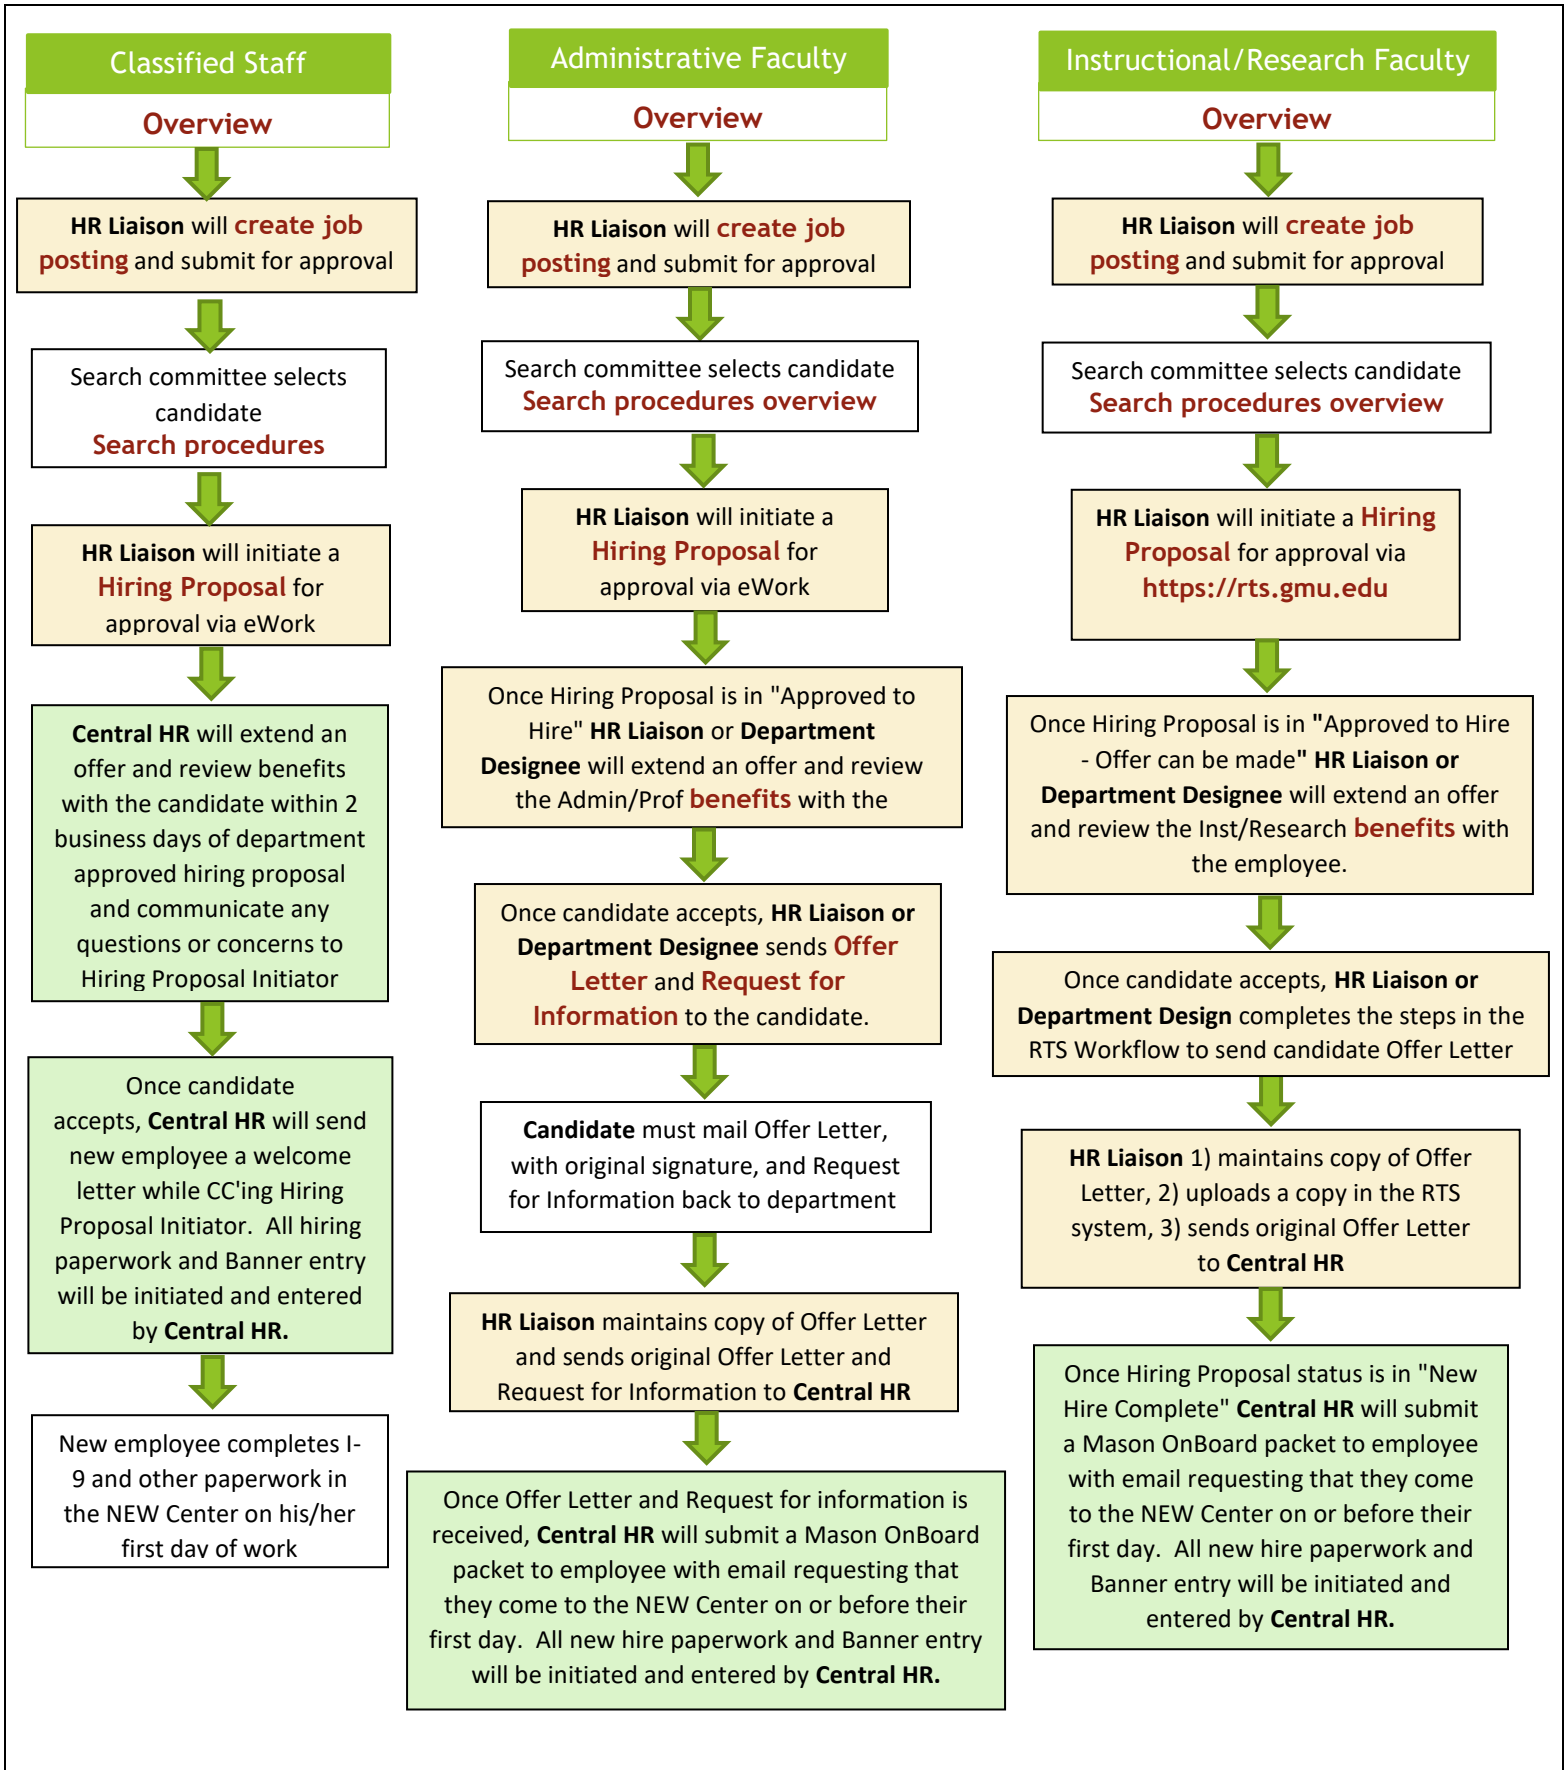 Classified Staff
Overview
HR Liaison will create job
posting and submit for approval
Search committee selects
candidate
Search procedures
HR Liaison will initiate a
Hiring Proposal for
approval via eWork
Central HR will extend an
offer and review benefits
with the candidate within 2
business days of department
approved hiring proposal
and communicate any
questions or concerns to
Hiring Proposal Initiator
Once candidate
accepts, Central HR will send
new employee a welcome
letter while CC'ing Hiring
Proposal Initiator.  All hiring
paperwork and Banner entry
will be initiated and entered
by Central HR.
New employee completes I-
9 and other paperwork in
the NEW Center on his/her
first day of work
Administrative Faculty
Overview
HR Liaison will create job
posting and submit for approval
Search committee selects candidate
Search procedures overview
HR Liaison will initiate a
Hiring Proposal for
approval via eWork
Once Hiring Proposal is in "Approved to
Hire" HR Liaison or Department
Designee will extend an offer and review
the Admin/Prof benefits with the
Once candidate accepts, HR Liaison or
Department Designee sends Offer
Letter and Request for
Information to the candidate.
Candidate must mail Offer Letter,
with original signature, and Request
for Information back to department
HR Liaison maintains copy of Offer Letter
and sends original Offer Letter and
Request for Information to Central HR
Once Offer Letter and Request for information is
received, Central HR will submit a Mason OnBoard
packet to employee with email requesting that
they come to the NEW Center on or before their
first day.  All new hire paperwork and Banner entry
will be initiated and entered by Central HR.
Instructional/Research Faculty
Overview
HR Liaison will create job
posting and submit for approval
Search committee selects candidate
Search procedures overview
HR Liaison will initiate a Hiring
Proposal for approval via
https://rts.gmu.edu
Once Hiring Proposal is in "Approved to Hire
- Offer can be made" HR Liaison or
Department Designee will extend an offer
and review the Inst/Research benefits with
the employee.
Once candidate accepts, HR Liaison or
Department Design completes the steps in the
RTS Workflow to send candidate Offer Letter
HR Liaison 1) maintains copy of Offer
Letter, 2) uploads a copy in the RTS
system, 3) sends original Offer Letter
to Central HR
Once Hiring Proposal status is in "New
Hire Complete" Central HR will submit
a Mason OnBoard packet to employee
with email requesting that they come
to the NEW Center on or before their
first day.  All new hire paperwork and
Banner entry will be initiated and
entered by Central HR.